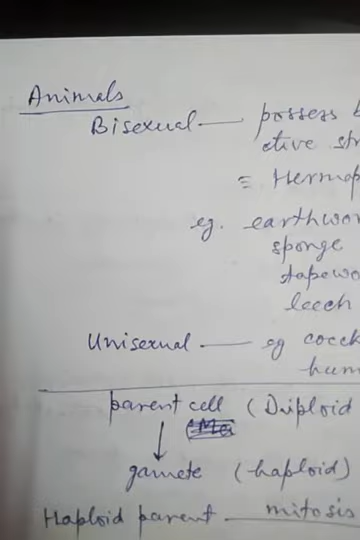 Animals
Bisexual — possess b
ctive str
= Hermop
eg. earthwor
sponge
tapewo
leech
Unisexual — eg cock
hum
parent cell (Diploid
gamete (haploid)
Haploid parent mitosis